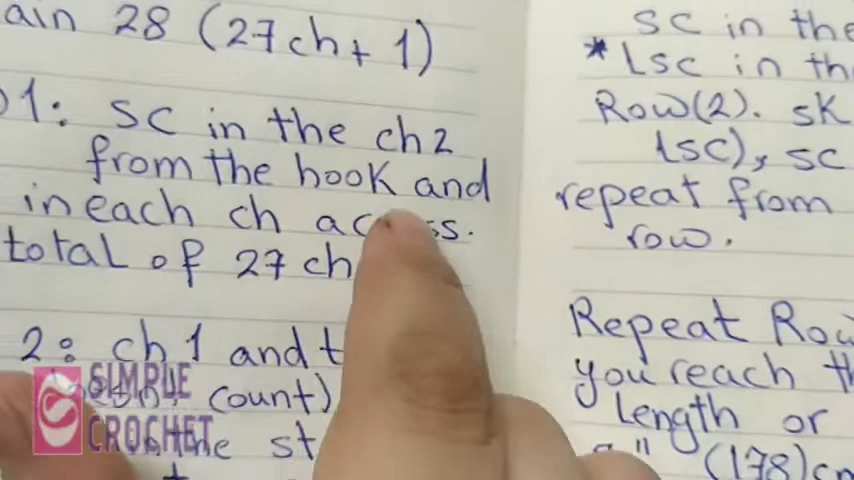 ain 28 (27ch+ 1)
1: SC in the ch2
from the hook and
in each ch
total of 27 ch
2: ch 1 and t
count)
the st
SC in the
* 1sc in th
Row(2). sk
1sc), sc
repeat from
row.
Repeat Row
you reach th
Length or
" (178)cm
SIMPLE
CROCHET